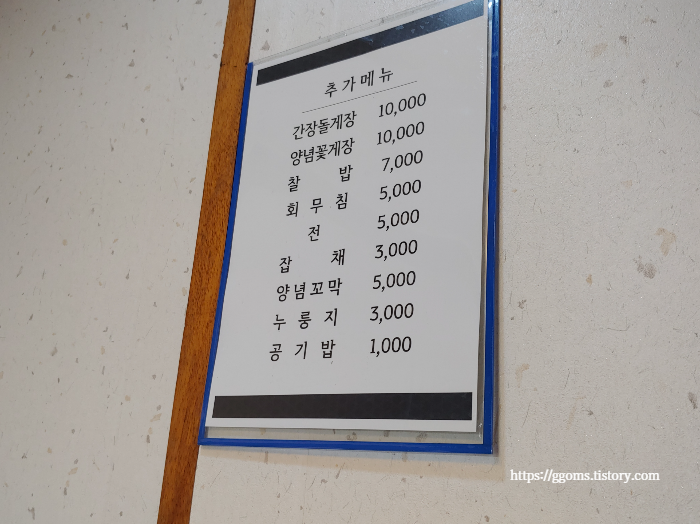 추가메뉴
간장돌게장 10,000
양념꽃게장 10,000
찰 밥 7,000
회 무 침 5,000
전 5,000
잡 채 3,000
양념꼬막 5,000
누 룽 지 3,000
공 기 밥 1,000
https://ggoms.tistory.com